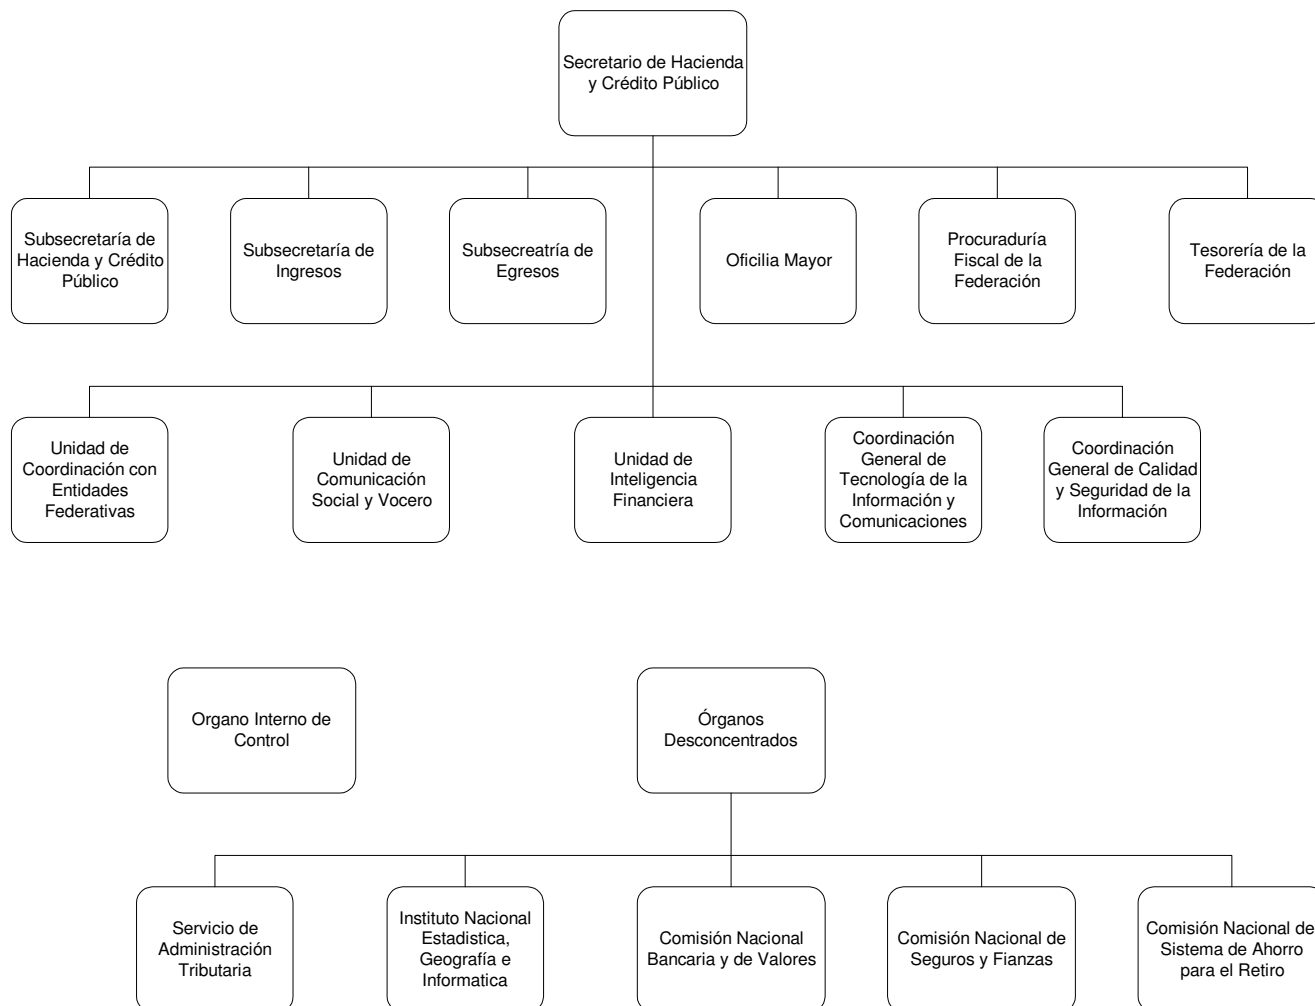 Secretario de Hacienda
y Crédito Público
Subsecretaría de
Hacienda y Crédito
Público
Subsecretaría de
Ingresos
Subsecreatría de
Egresos
Oficilia Mayor
Procuraduría
Fiscal de la
Federación
Tesorería de la
Federación
Unidad de
Coordinación con
Entidades
Federativas
Unidad de
Comunicación
Social y Vocero
Unidad de
Inteligencia
Financiera
Coordinación
General de
Tecnología de la
Información y
Comunicaciones
Coordinación
General de Calidad
y Seguridad de la
Información
Organo Interno de
Control
Órganos
Desconcentrados
Servicio de
Administración
Tributaria
Instituto Nacional
Estadistica,
Geografía e
Informatica
Comisión Nacional
Bancaria y de Valores
Comisión Nacional de
Seguros y Fianzas
Comisión Nacional de
Sistema de Ahorro
para el Retiro